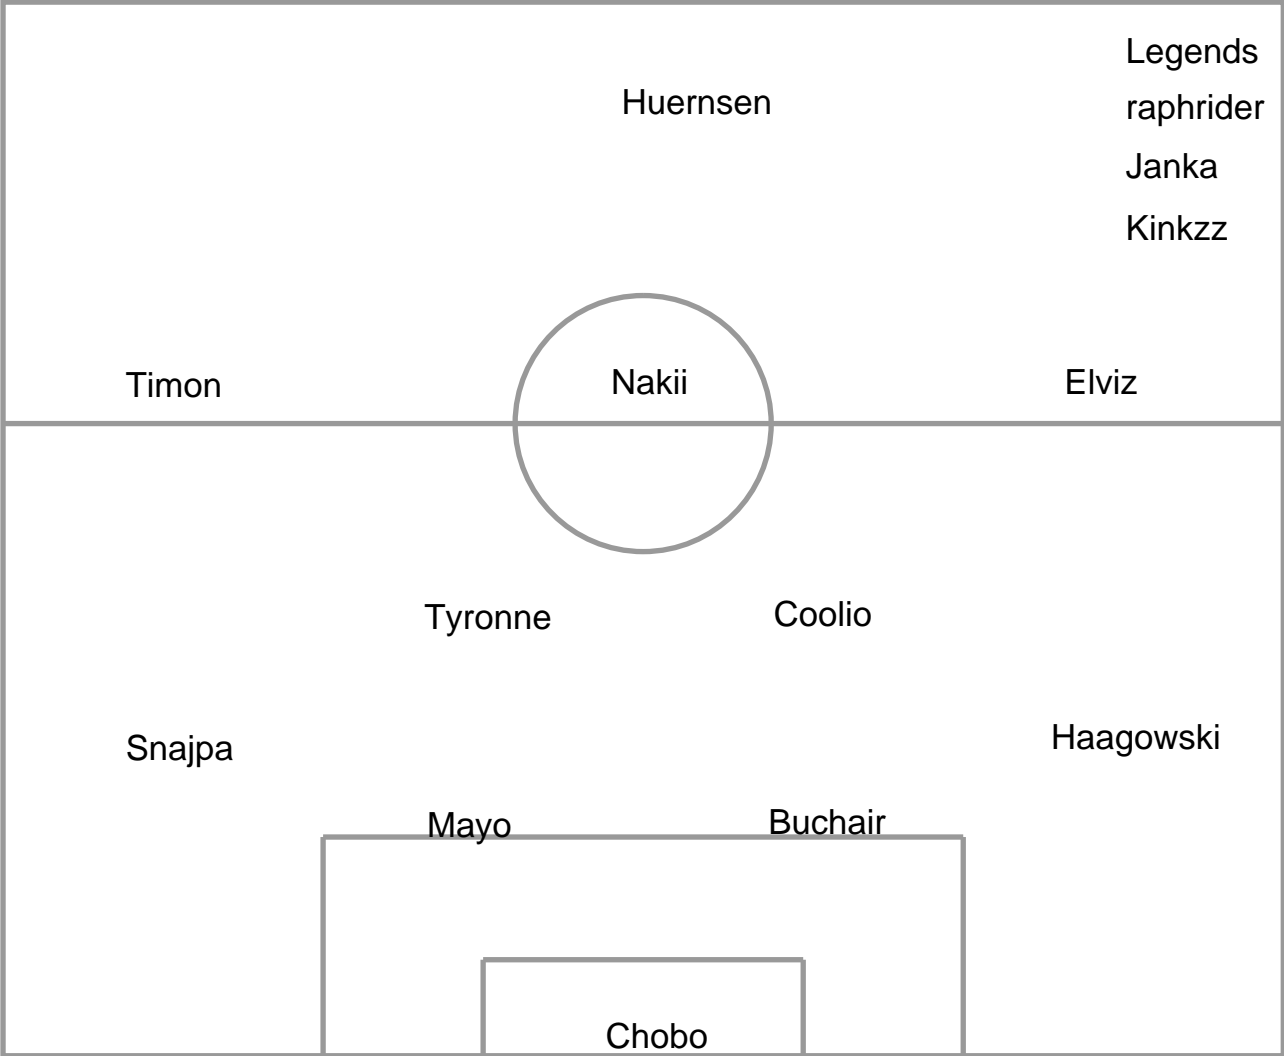 Legends
Huernsen
raphrider
Janka
Kinkzz
Timon
Nakii
Elviz
Tyronne
Coolio
Snajpa
Haagowski
Mayo
Buchair
Chobo